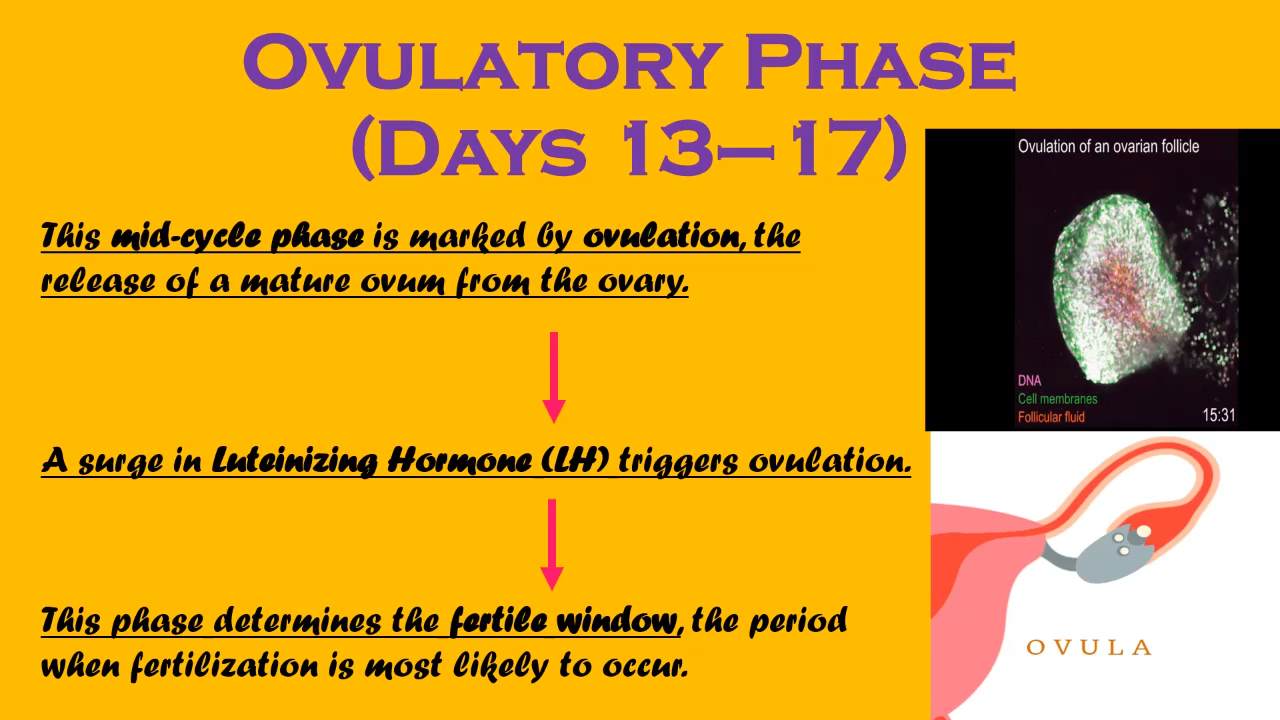 Ovulatory Phase
(Days 13–17)
This mid-cycle phase is marked by ovulation, the
release of a mature ovum from the ovary.
A surge in Luteinizing Hormone (LH) triggers ovulation.
This phase determines the fertile window, the period
when fertilization is most likely to occur.
Ovulation of an ovarian follicle
DNA
Cell membranes
Follicular fluid
15:31
OVULA